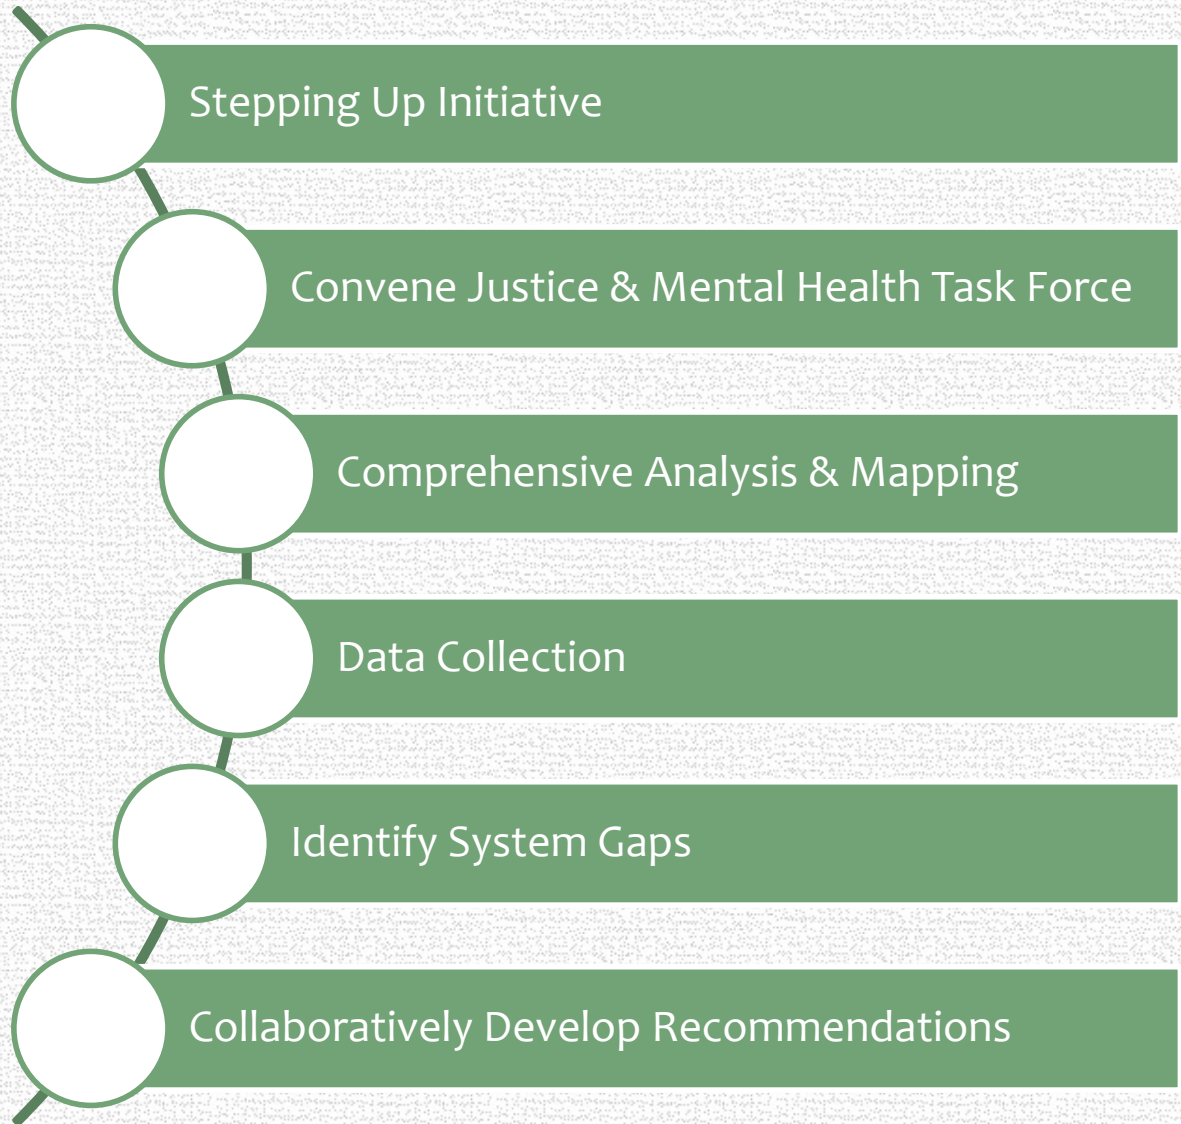 Stepping Up Initiative
Convene Justice & Mental Health Task Force
Comprehensive Analysis & Mapping
Data Collection
Identify System Gaps
Collaboratively Develop Recommendations